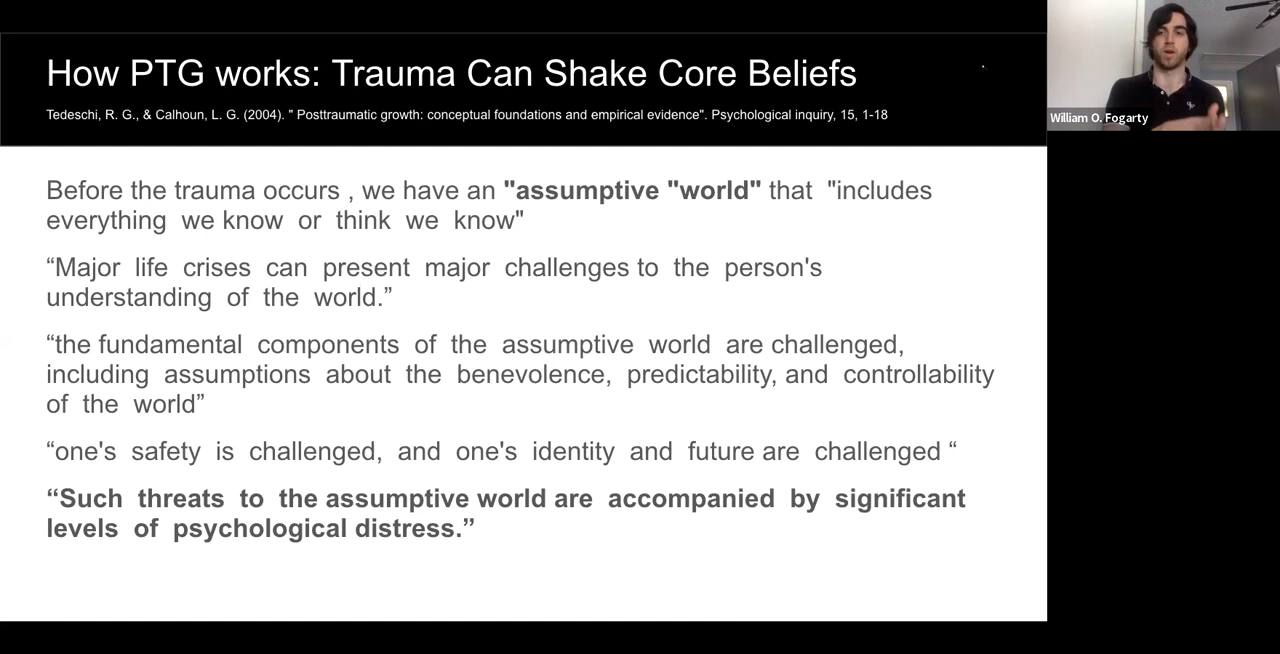 How PTG works: Trauma Can Shake Core Beliefs
Tedeschi, R. G., & Calhoun, L. G. (2004). " Posttraumatic growth: conceptual foundations and empirical evidence". Psychological inquiry, 15, 1-18
William O. Fogarty
Before the trauma occurs , we have an "assumptive "world" that "includes
everything we know or think we know"
“Major life crises can present major challenges to the person's
understanding of the world.”
“the fundamental components of the assumptive world are challenged,
including assumptions about the benevolence, predictability, and controllability
of the world”
“one's safety is challenged, and one's identity and future are challenged “
“Such threats to the assumptive world are accompanied by significant
levels of psychological distress.”